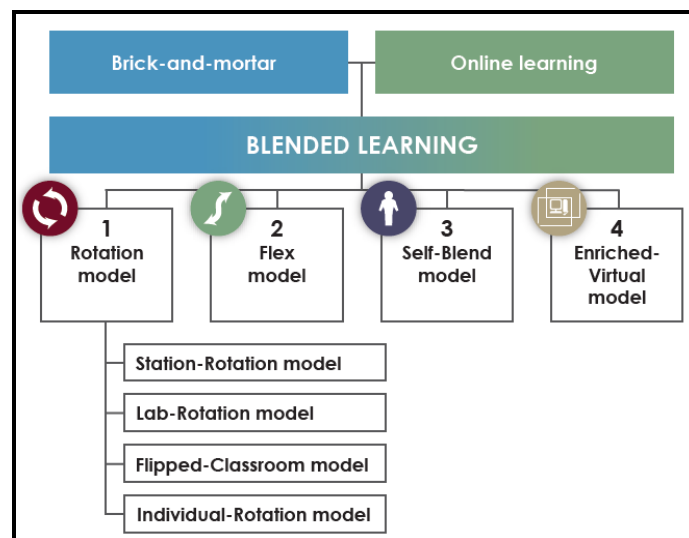 Brick-and-mortar
Online learning
BLENDED LEARNING
1
Rotation
model
2
Flex
model
3
Self-Blend
model
4
Enriched-
Virtual
model
Station-Rotation model
Lab-Rotation model
Flipped-Classroom model
Individual-Rotation model